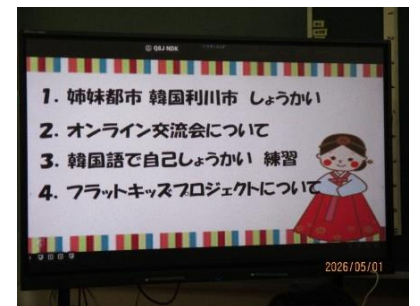 1. 姉妹都市 韓国利川市 しょうかい
2. オンライン交流会について
3. 韓国語で自己しょうかい 練習
4. フラットキッズプロジェクトについて
2026/05/01